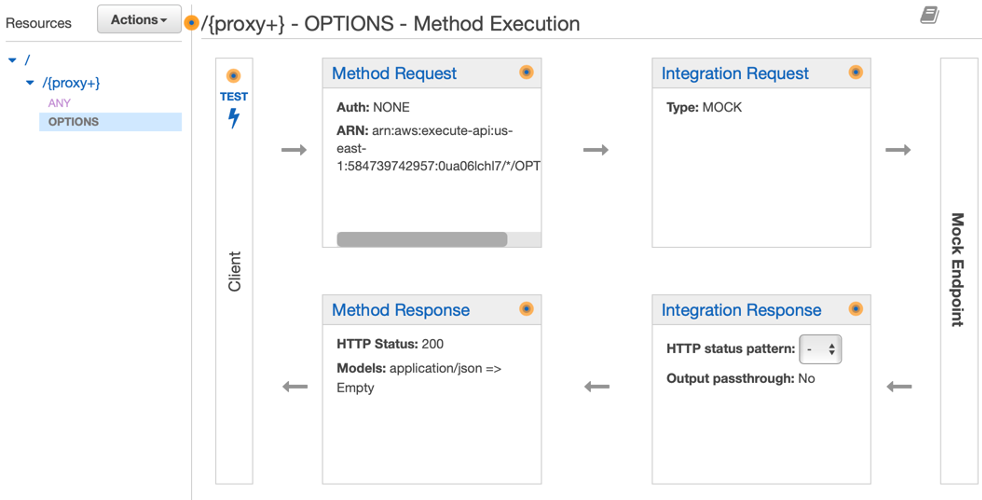 Resources
Actions
/{proxy+} - OPTIONS - Method Execution
/
/{proxy+}
ANY
OPTIONS
TEST
Client
Method Request
Auth: NONE
ARN: arn:aws:execute-api:us-
east-
1:584739742957:0ua06lchl7/*/OPT
Integration Request
Type: MOCK
Mock Endpoint
Method Response
HTTP Status: 200
Models: application/json =>
Empty
Integration Response
HTTP status pattern: -
Output passthrough: No